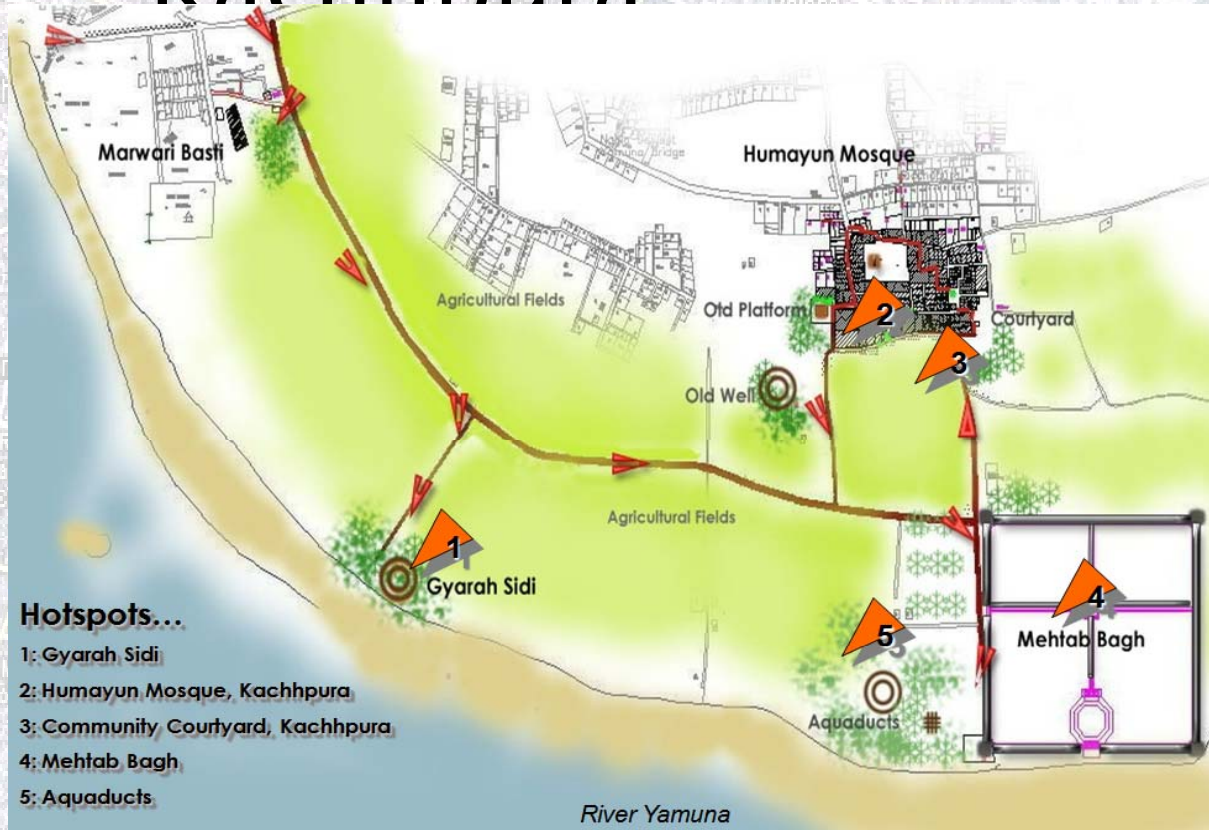 Marwari Basti
Humayun Mosque
Agricultural Fields
Old Platform
2
Courtyard
3
Old Well
Agricultural Fields
1
Gyarah Sidi
4
Mehtab Bagh
5
Aquaducts
Hotspots...
1: Gyarah Sidi
2: Humayun Mosque, Kachhpura
3: Community Courtyard, Kachhpura
4: Mehtab Bagh
5: Aquaducts
River Yamuna